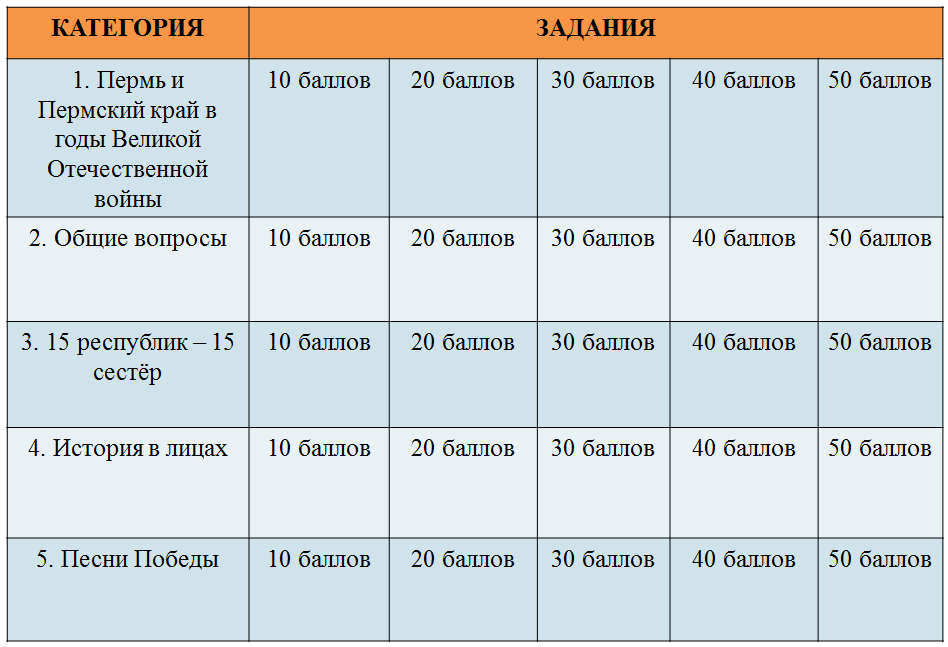 КАТЕГОРИЯ ЗАДАНИЯ
1. Пермь и 10 баллов 20 баллов 30 баллов 40 баллов 50 баллов
Пермский край в
годы Великой
Отечественной
войны
2. Общие вопросы 10 баллов 20 баллов 30 баллов 40 баллов 50 баллов
3. 15 республик – 15 10 баллов 20 баллов 30 баллов 40 баллов 50 баллов
сестёр
4. История в лицах 10 баллов 20 баллов 30 баллов 40 баллов 50 баллов
5. Песни Победы 10 баллов 20 баллов 30 баллов 40 баллов 50 баллов